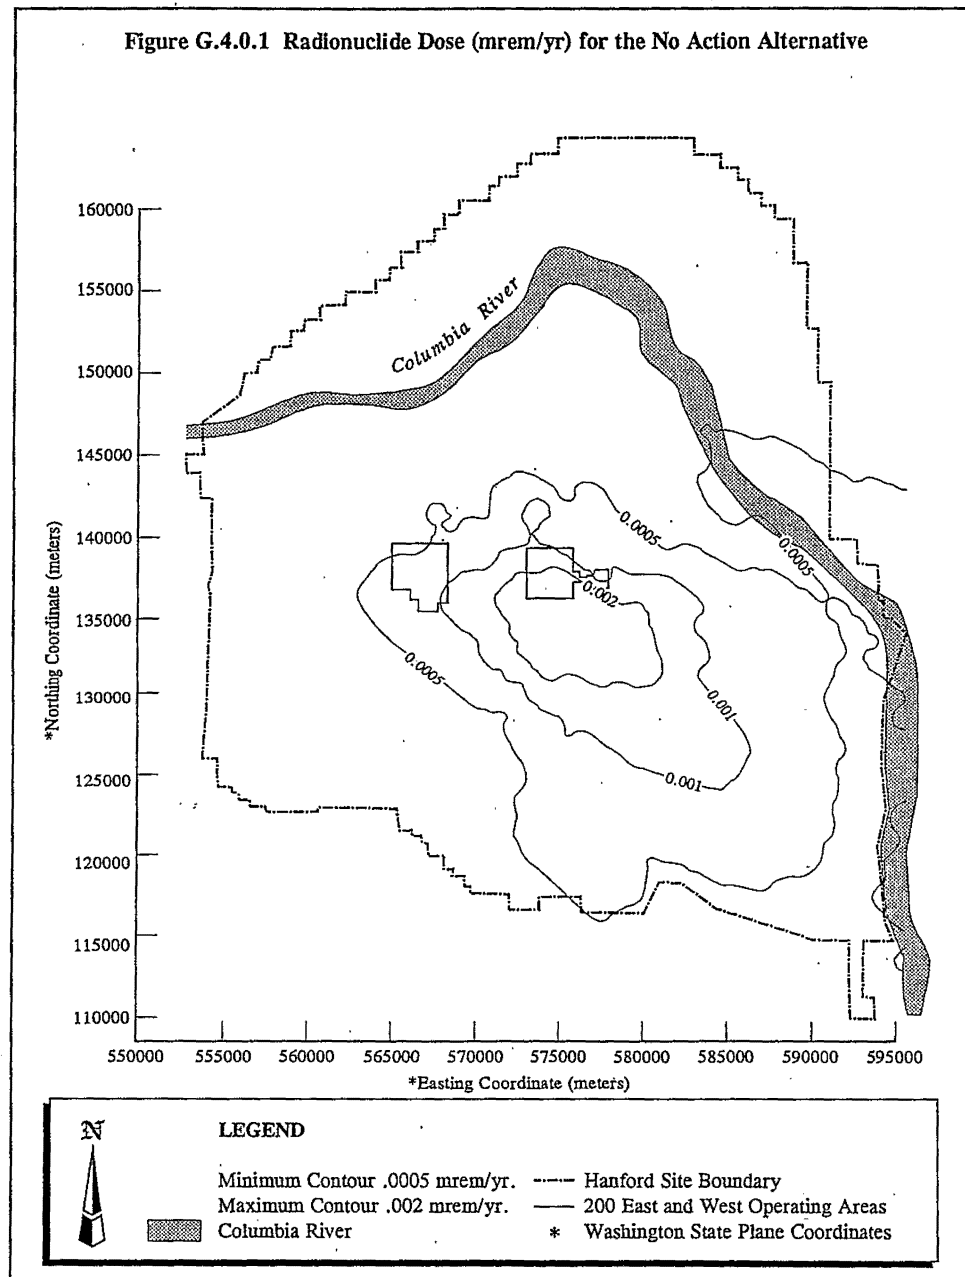 Figure G.4.0.1 Radionuclide Dose (mrem/yr) for the No Action Alternative
160000
155000
150000
145000
140000
135000
130000
125000
120000
115000
110000
*Northing Coordinate (meters)
Columbia River
0.0005
0.0005
0.002
0.0005
0.001
0.001
550000 555000 560000 565000 570000 575000 580000 585000 590000 595000
*Easting Coordinate (meters)
N
LEGEND
Minimum Contour .0005 mrem/yr.
Maximum Contour .002 mrem/yr.
Columbia River
Hanford Site Boundary
200 East and West Operating Areas
* Washington State Plane Coordinates